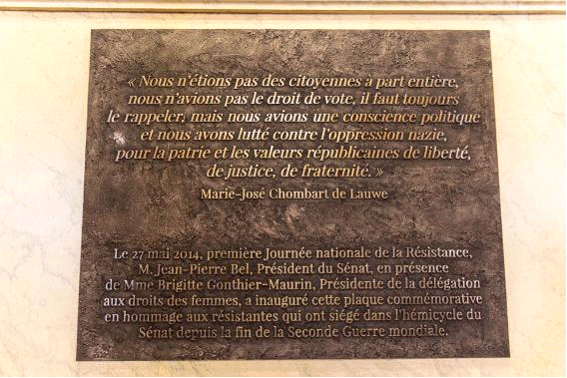 « Nous n'étions pas des citoyennes à part entière,
nous n'avions pas le droit de vote, il faut toujours
le rappeler, mais nous avions une conscience politique
et nous avons lutté contre l'oppression nazie,
pour la patrie et les valeurs républicaines de liberté,
de justice, de fraternité. »
Marie-José Chombart de Lauwe
Le 27 mai 2014, première Journée nationale de la Résistance,
M. Jean-Pierre Bel, Président du Sénat, en présence
de Mme Brigitte Gonthier-Maurin, Présidente de la délégation
aux droits des femmes, a inauguré cette plaque commémorative
en hommage aux résistantes qui ont siégé dans l'hémicycle du
Sénat depuis la fin de la Seconde Guerre mondiale.